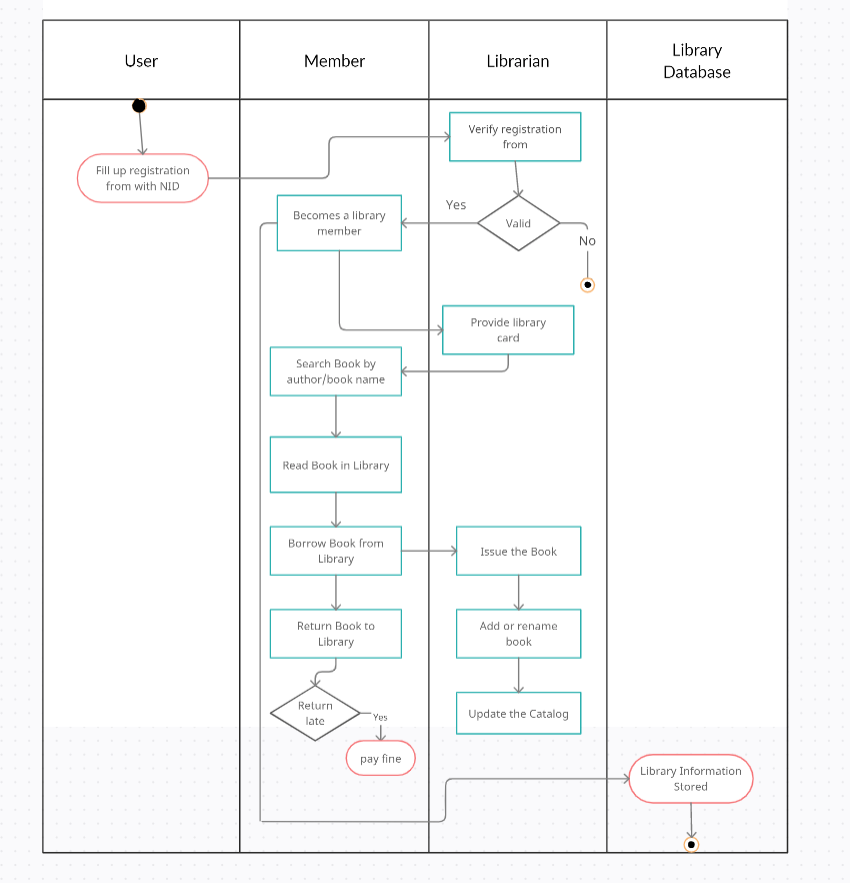 User
Member
Librarian
Library
Database
Fill up registration
from with NID
Verify registration
from
Valid
Yes
No
Becomes a library
member
Provide library
card
Search Book by
author/book name
Read Book in Library
Borrow Book from
Library
Issue the Book
Return Book to
Library
Add or rename
book
Return
late
Yes
pay fine
Update the Catalog
Library Information
Stored